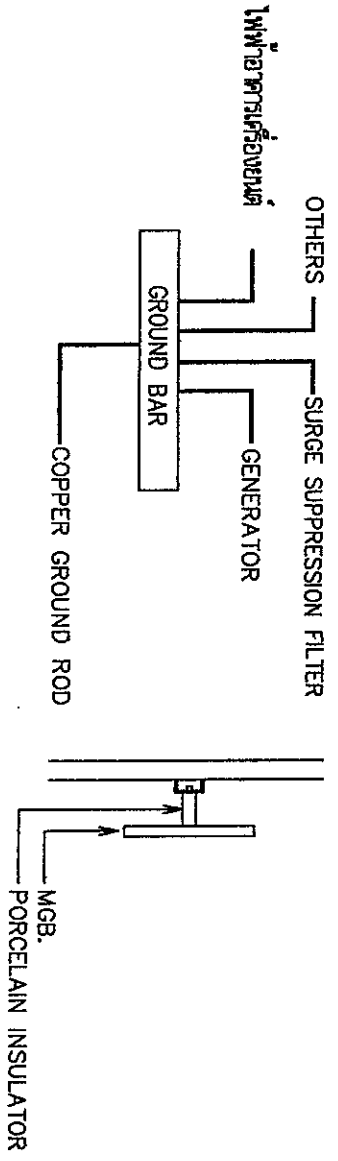 OTHERS
SURGE SUPPRESSION FILTER
ไฟฟ้าอาคารเครื่องยนต์
GENERATOR
GROUND BAR
COPPER GROUND ROD
MGB.
PORCELAIN INSULATOR